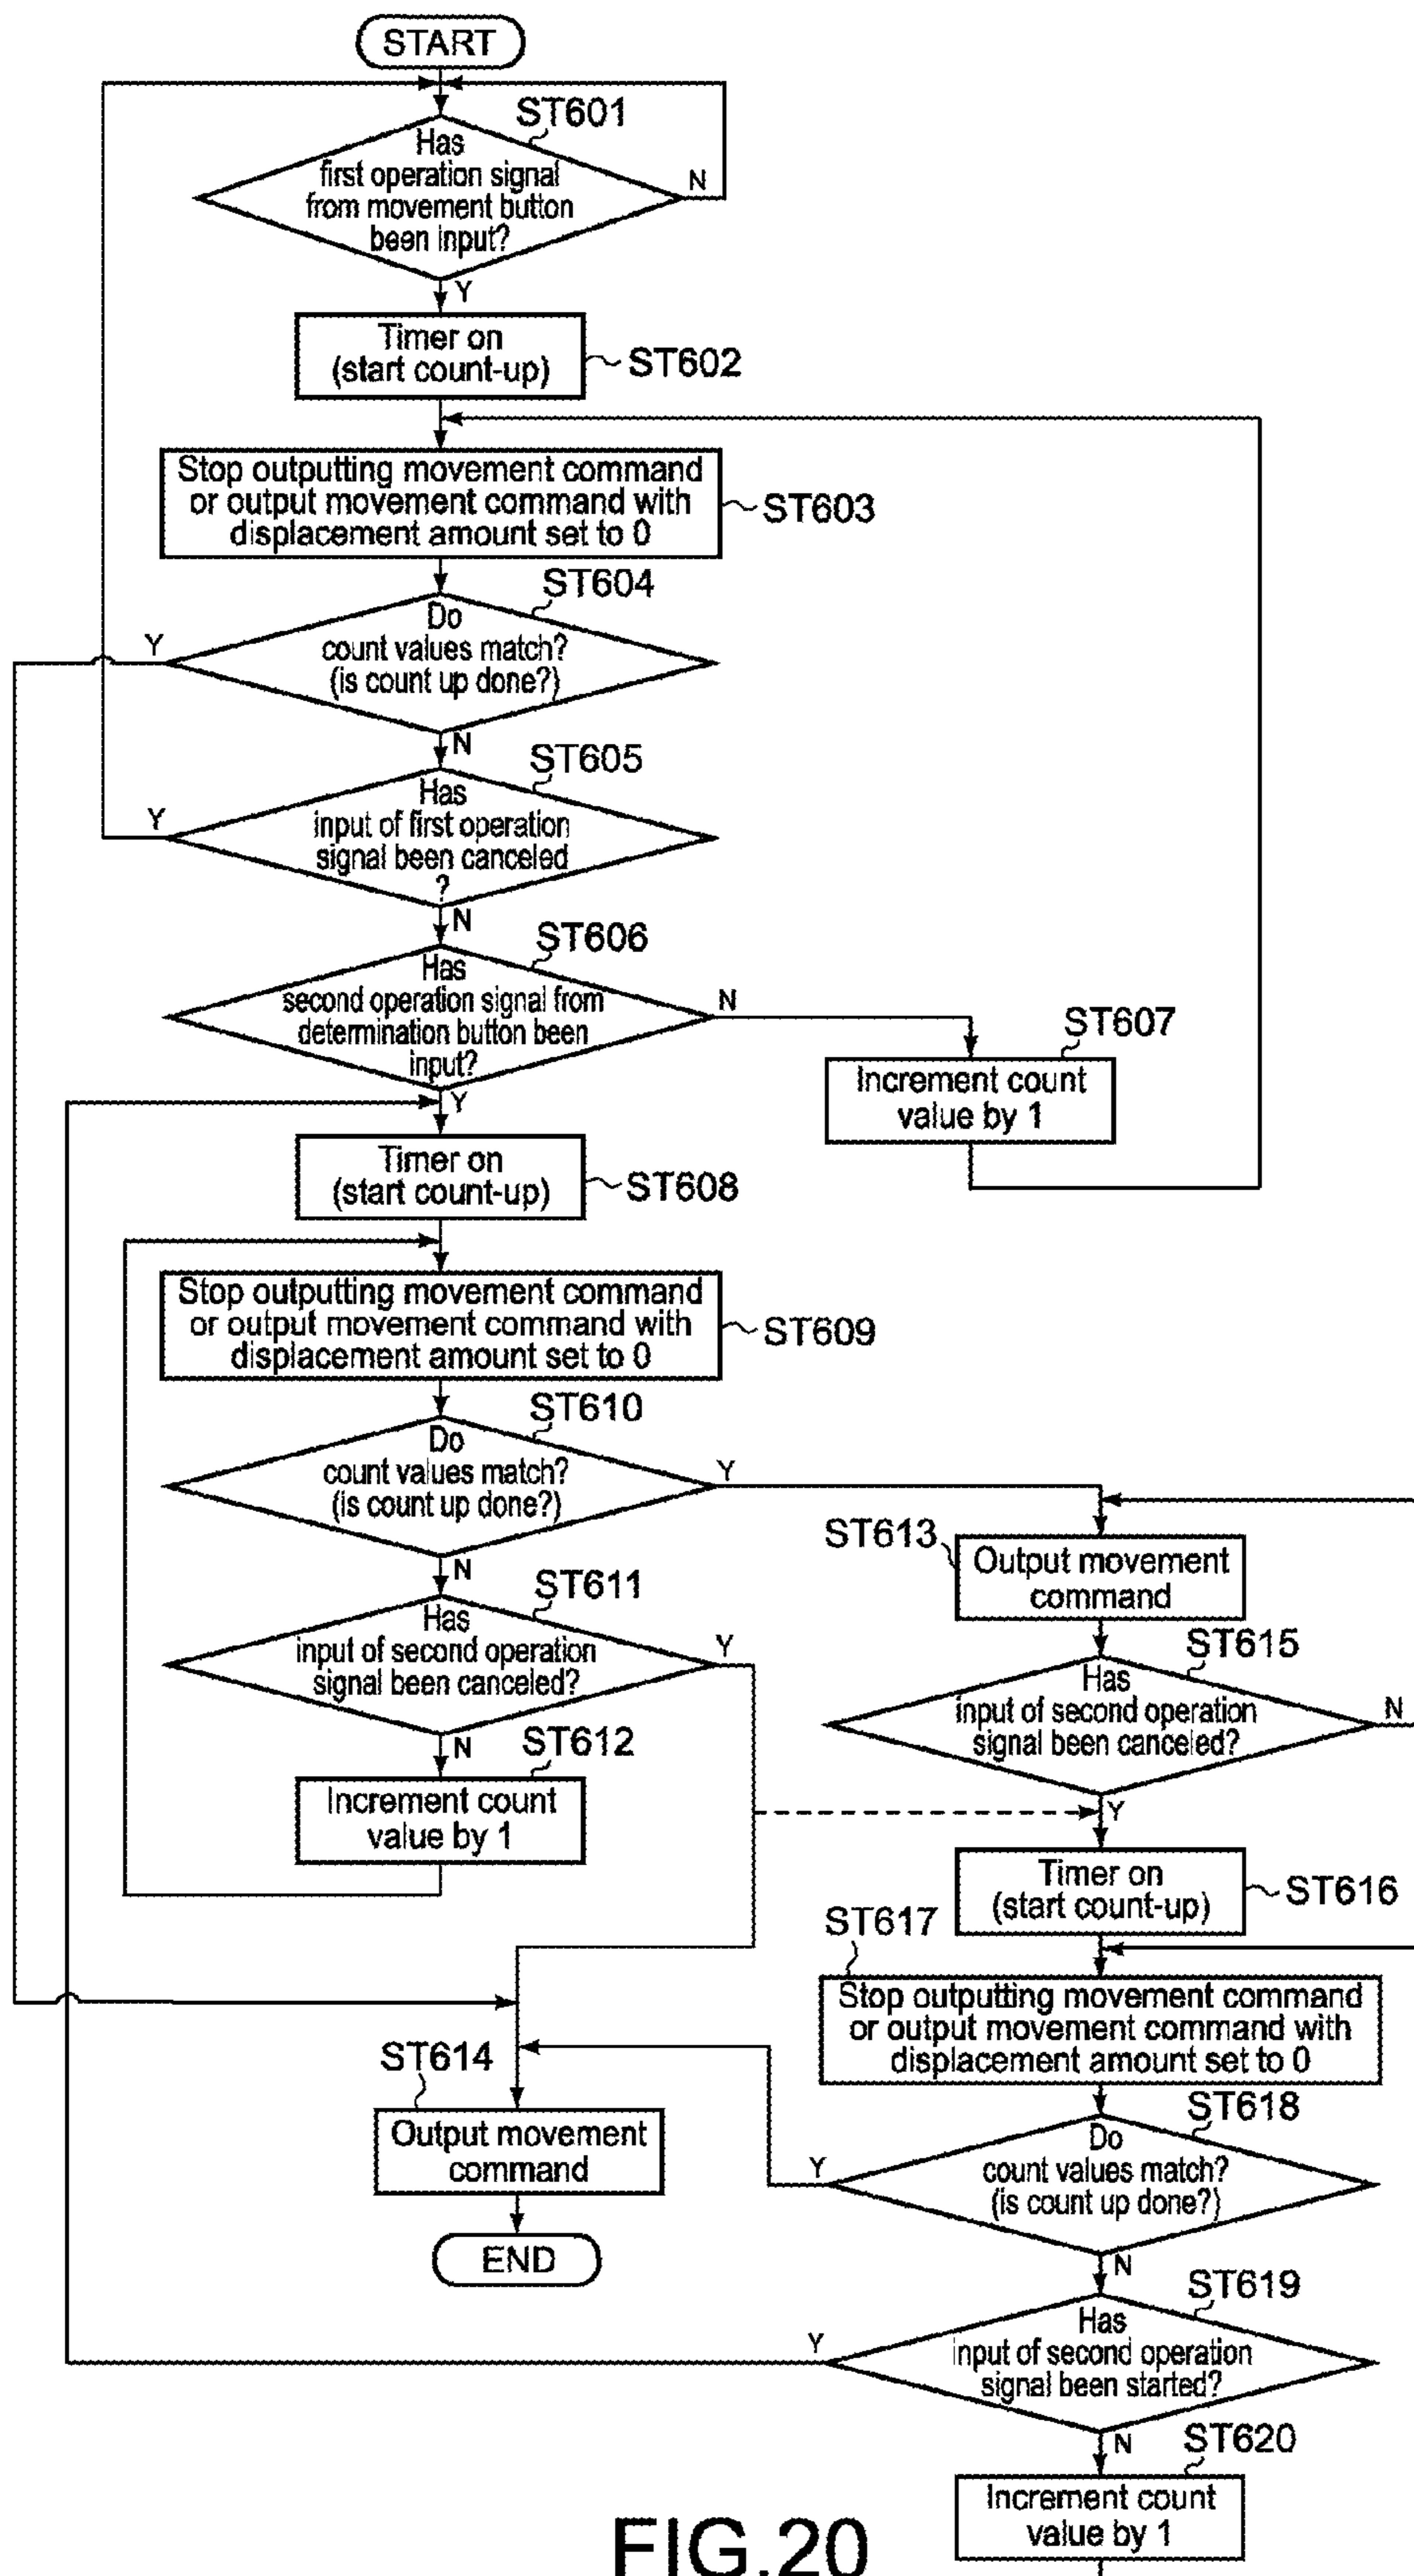 START
ST601
Has
first operation signal
from movement button
been input?
N
Y
Timer on
(start count-up)
ST602
Stop outputting movement command
or output movement command with
displacement amount set to 0
ST603
ST604
Do
count values match?
(is count up done?)
Y
N
ST605
Has
input of first operation
signal been canceled
?
Y
N
ST606
Has
second operation signal from
determination button been
input?
N
Y
ST607
Increment count
value by 1
Timer on
(start count-up)
ST608
Stop outputting movement command
or output movement command with
displacement amount set to 0
ST609
ST610
Do
count values match?
(is count up done?)
Y
N
ST611
Has
input of second operation
signal been canceled?
Y
N
ST612
Increment count
value by 1
ST613
Output movement
command
ST615
Has
input of second operation
signal been canceled?
N
Y
Timer on
(start count-up)
ST616
ST617
Stop outputting movement command
or output movement command with
displacement amount set to 0
ST614
Output movement
command
END
ST618
Do
count values match?
(is count up done?)
Y
N
ST619
Has
input of second operation
signal been started?
Y
N
ST620
Increment count
value by 1
FIG.20